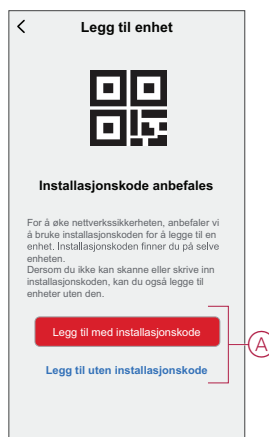 Legg til enhet
Installasjonskode anbefales
For å øke nettverkssikkerheten, anbefaler vi
å bruke installasjonskoden for å legge til en
enhet. Installasjonskoden finner du på selve
enheten.
Dersom du ikke kan skanne eller skrive inn
installasjonskoden, kan du også legge til
enheter uten den.
Legg til med installasjonskode
A
Legg til uten installasjonskode